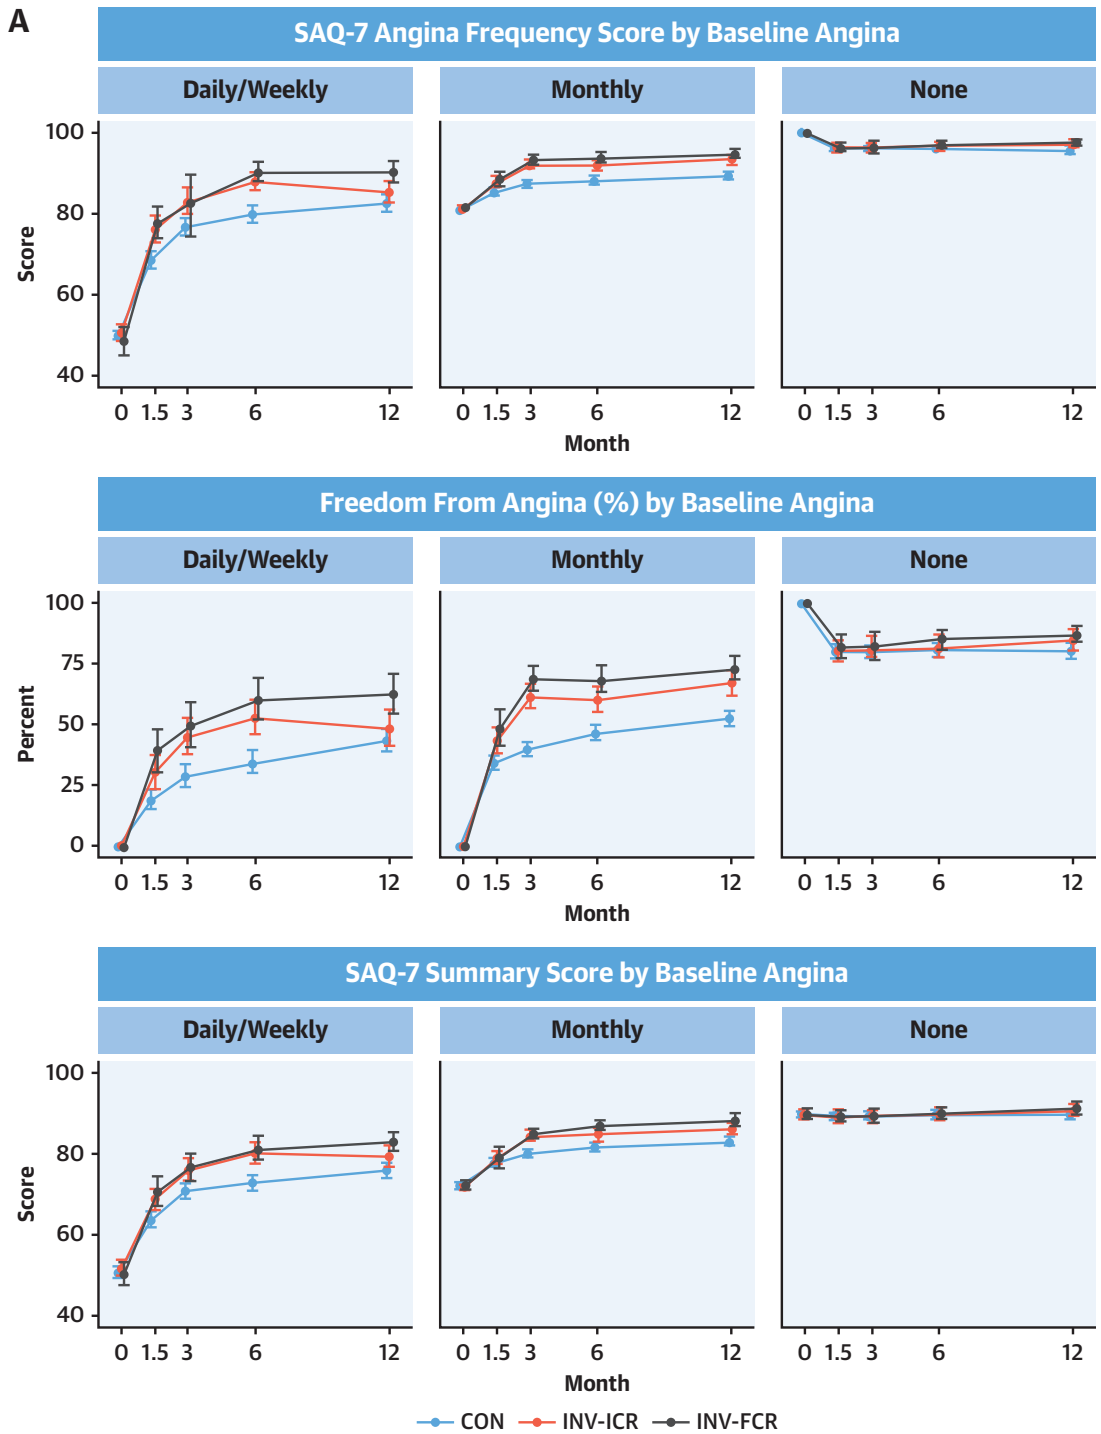 A
SAQ-7 Angina Frequency Score by Baseline Angina
Daily/Weekly Monthly None
100
80
60
40
Score
0 1.5 3 6 12 0 1.5 3 6 12 0 1.5 3 6 12
Month
Freedom From Angina (%) by Baseline Angina
Daily/Weekly Monthly None
100
75
50
25
0
Percent
0 1.5 3 6 12 0 1.5 3 6 12 0 1.5 3 6 12
Month
SAQ-7 Summary Score by Baseline Angina
Daily/Weekly Monthly None
100
80
60
40
Score
0 1.5 3 6 12 0 1.5 3 6 12 0 1.5 3 6 12
Month
CON INV-ICR INV-FCR